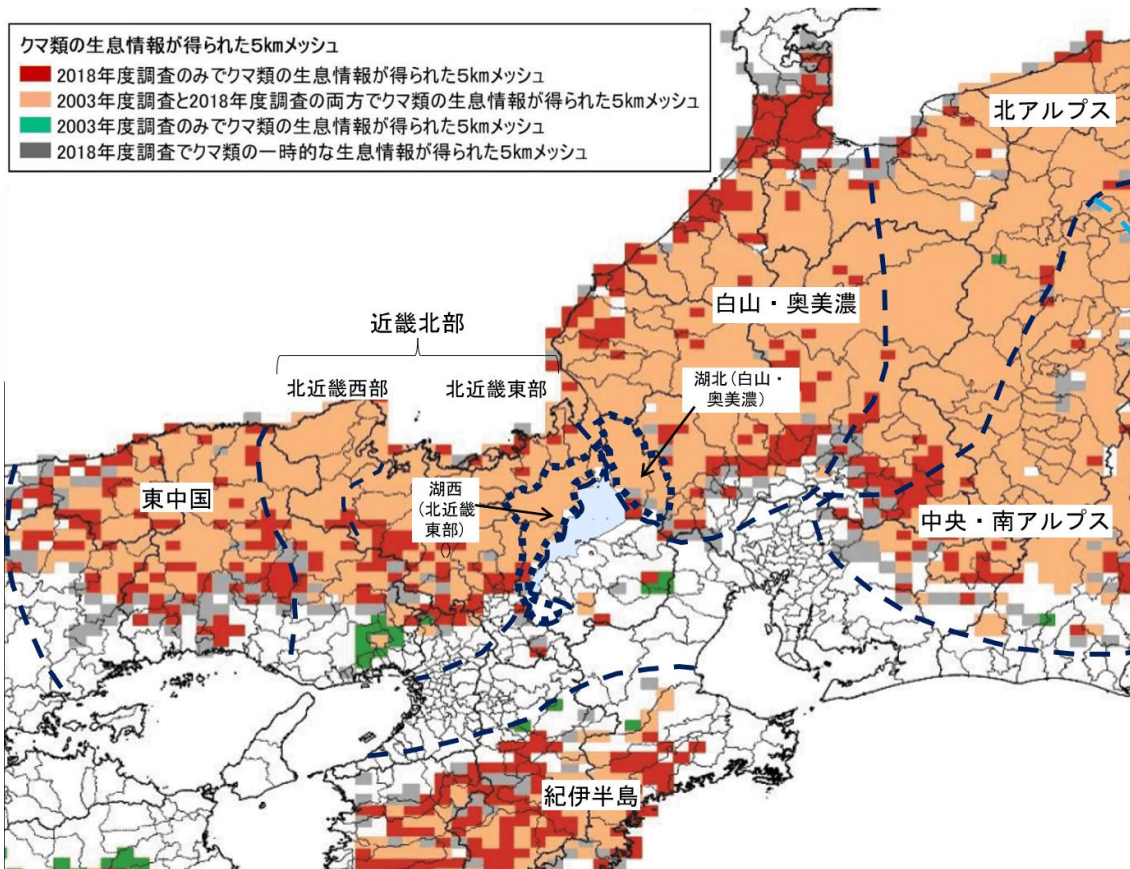 クマ類の生息情報が得られた5kmメッシュ
2018年度調査のみでクマ類の生息情報が得られた5kmメッシュ
2003年度調査と2018年度調査の両方でクマ類の生息情報が得られた5kmメッシュ
2003年度調査のみでクマ類の生息情報が得られた5kmメッシュ
2018年度調査でクマ類の一時的な生息情報が得られた5kmメッシュ
北アルプス
白山・奥美濃
近畿北部
北近畿西部
北近畿東部
湖北(白山・
奥美濃)
東中国
湖西
(北近畿
東部)
中央・南アルプス
紀伊半島